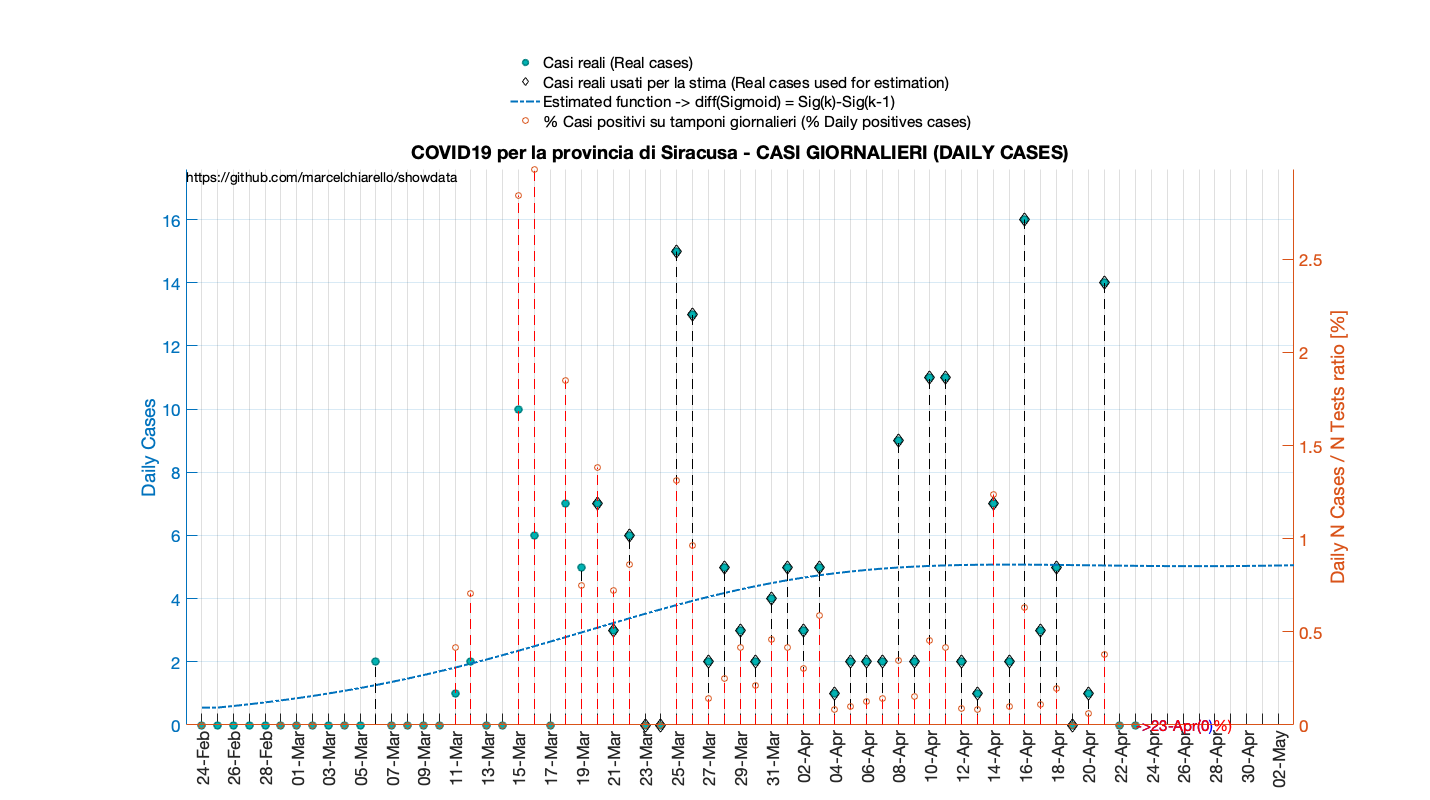 Casi reali (Real cases)
Casi reali usati per la stima (Real cases used for estimation)
Estimated function -> diff(Sigmoid) = Sig(k)-Sig(k-1)
% Casi positivi su tamponi giornalieri (% Daily positives cases)
COVID19 per la provincia di Siracusa - CASI GIORNALIERI (DAILY CASES)
https://github.com/marcelchiarello/showdata
Daily Cases
16
14
12
10
8
6
4
2
0
2.5
2
1.5
1
0.5
0
Daily N Cases / N Tests ratio [%]
->23-Apr(0)%)
24-Feb
26-Feb
28-Feb
01-Mar
03-Mar
05-Mar
07-Mar
09-Mar
11-Mar
13-Mar
15-Mar
17-Mar
19-Mar
21-Mar
23-Mar
25-Mar
27-Mar
29-Mar
31-Mar
02-Apr
04-Apr
06-Apr
08-Apr
10-Apr
12-Apr
14-Apr
16-Apr
18-Apr
20-Apr
22-Apr
24-Apr
26-Apr
28-Apr
30-Apr
02-May